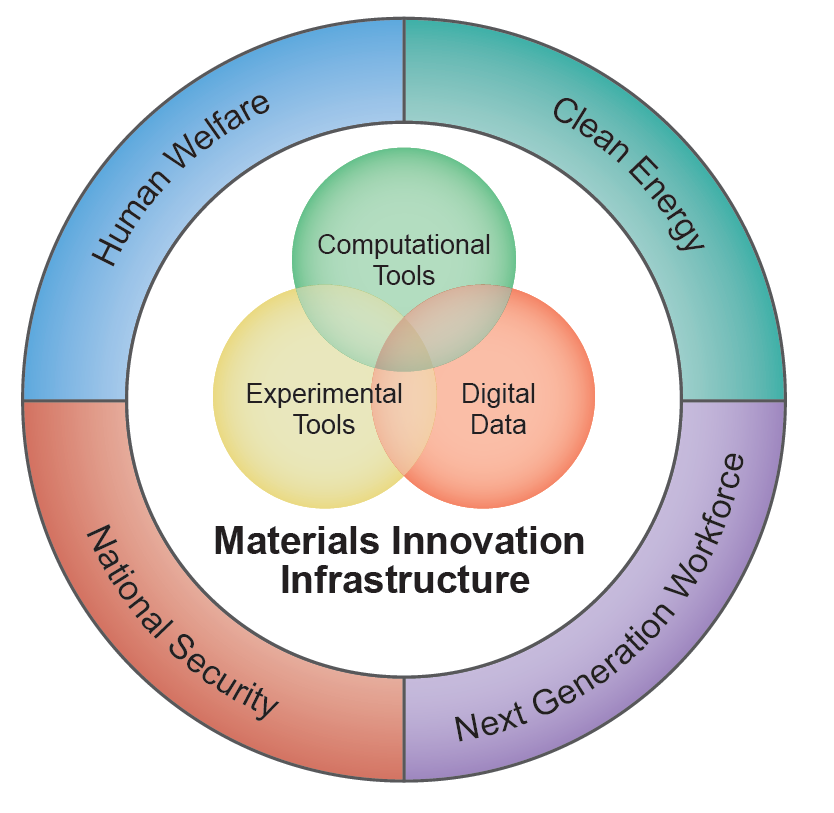 Human Welfare
Clean Energy
Computational
Tools
Experimental
Tools
Digital
Data
Materials Innovation
Infrastructure
National Security
Next Generation Workforce